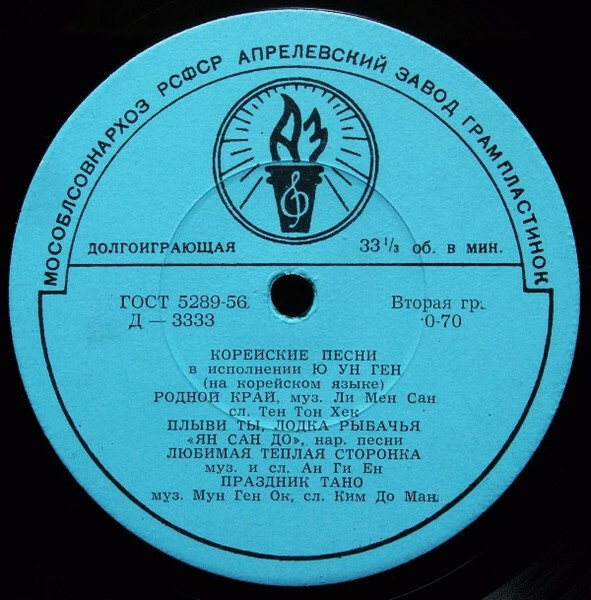 МОСОБЛСОВНАРХОЗ РСФСР АПРЕЛЕВСКИЙ ЗАВОД ГРАМПЛАСТИНОК
АЗ
ДОЛГОИГРАЮЩАЯ 33⅓ об. в мин.
ГОСТ 5289-56 Вторая гр.
Д — 3333 0-70
КОРЕЙСКИЕ ПЕСНИ
в исполнении Ю УН ГЕН
(на корейском языке)
РОДНОЙ КРАЙ, муз. Ли Мен Сан
сл. Тен Тон Хек
ПЛЫВИ ТЫ, ЛОДКА РЫБАЧЬЯ
«ЯН САН ДО», нар. песни
ЛЮБИМАЯ ТЕПЛАЯ СТОРОНКА
муз. и сл. Ан Ги Ен
ПРАЗДНИК ТАНО
муз. Мун Ген Ок, сл. Ким До Ман